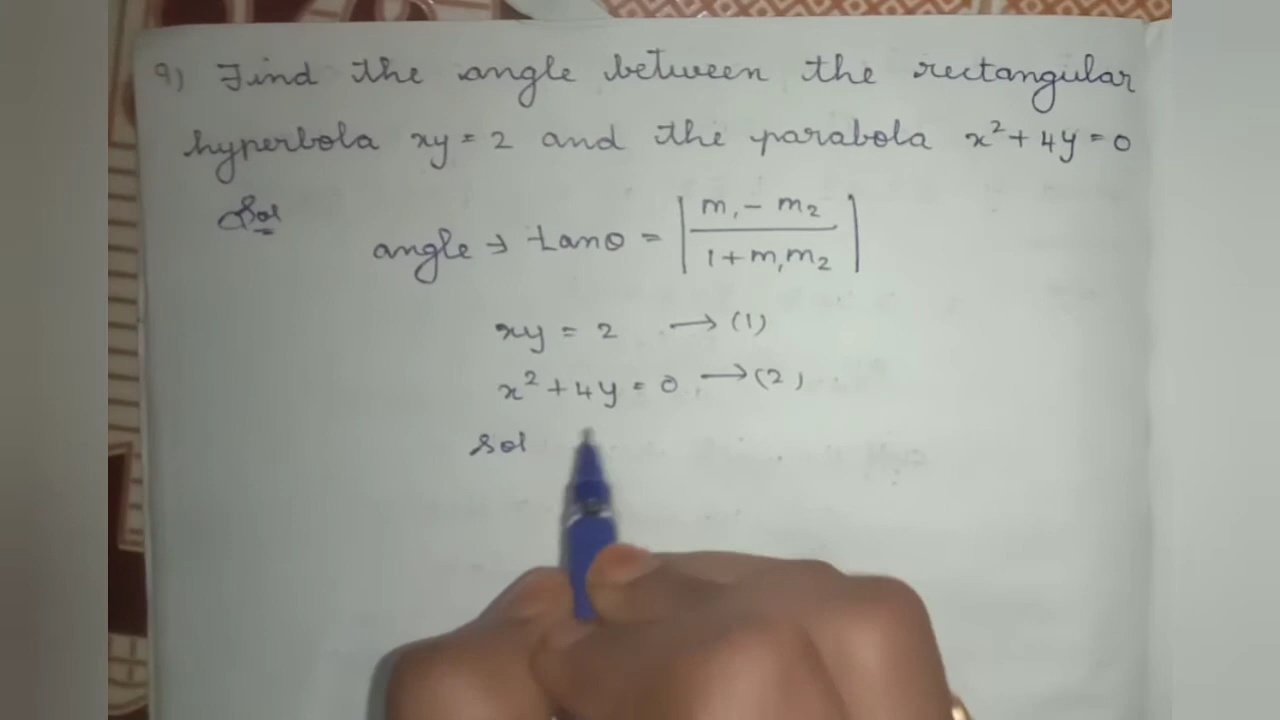 9) Find the angle between the rectangular
hyperbola xy = 2 and the parabola x² + 4y = 0
Sol
angle → tanθ = | m₁ - m₂ / 1 + m₁m₂ |
xy = 2 → (1)
x² + 4y = 0 → (2)
sol